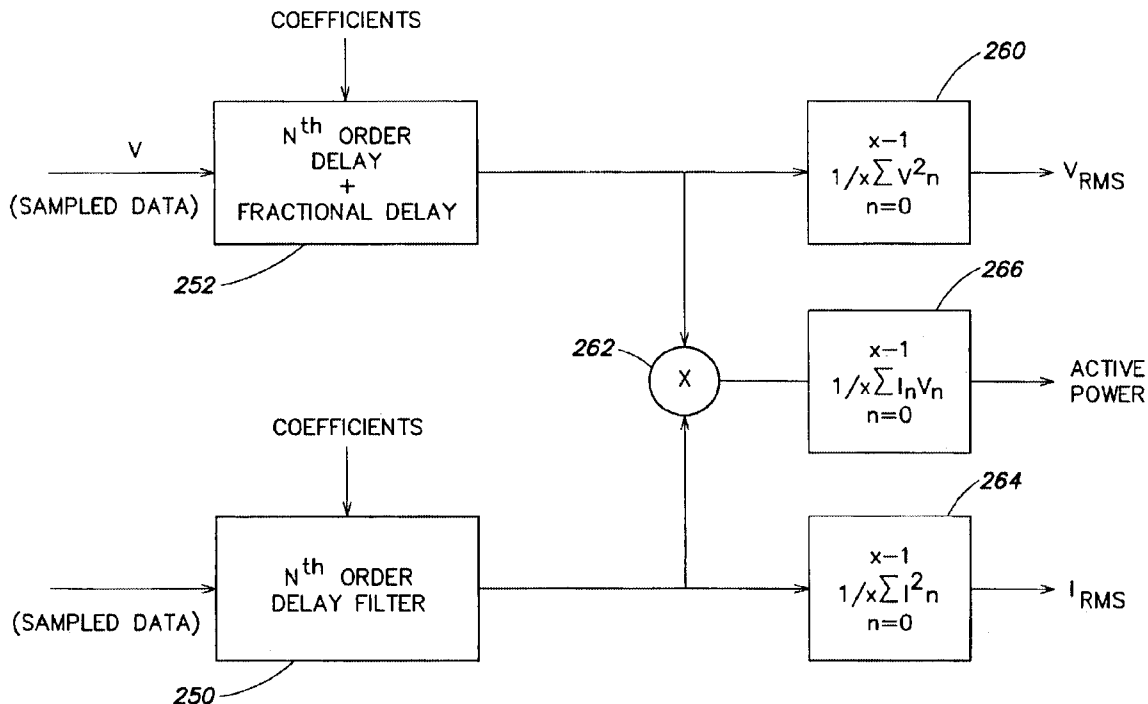 COEFFICIENTS
260
V
(SAMPLED DATA)
Nth ORDER
DELAY
+
FRACTIONAL DELAY
x-1
1/x∑V²n
n=0
VRMS
252
266
262
X
x-1
1/x∑InVn
n=0
ACTIVE
POWER
COEFFICIENTS
264
(SAMPLED DATA)
Nth ORDER
DELAY FILTER
x-1
1/x∑I²n
n=0
IRMS
250